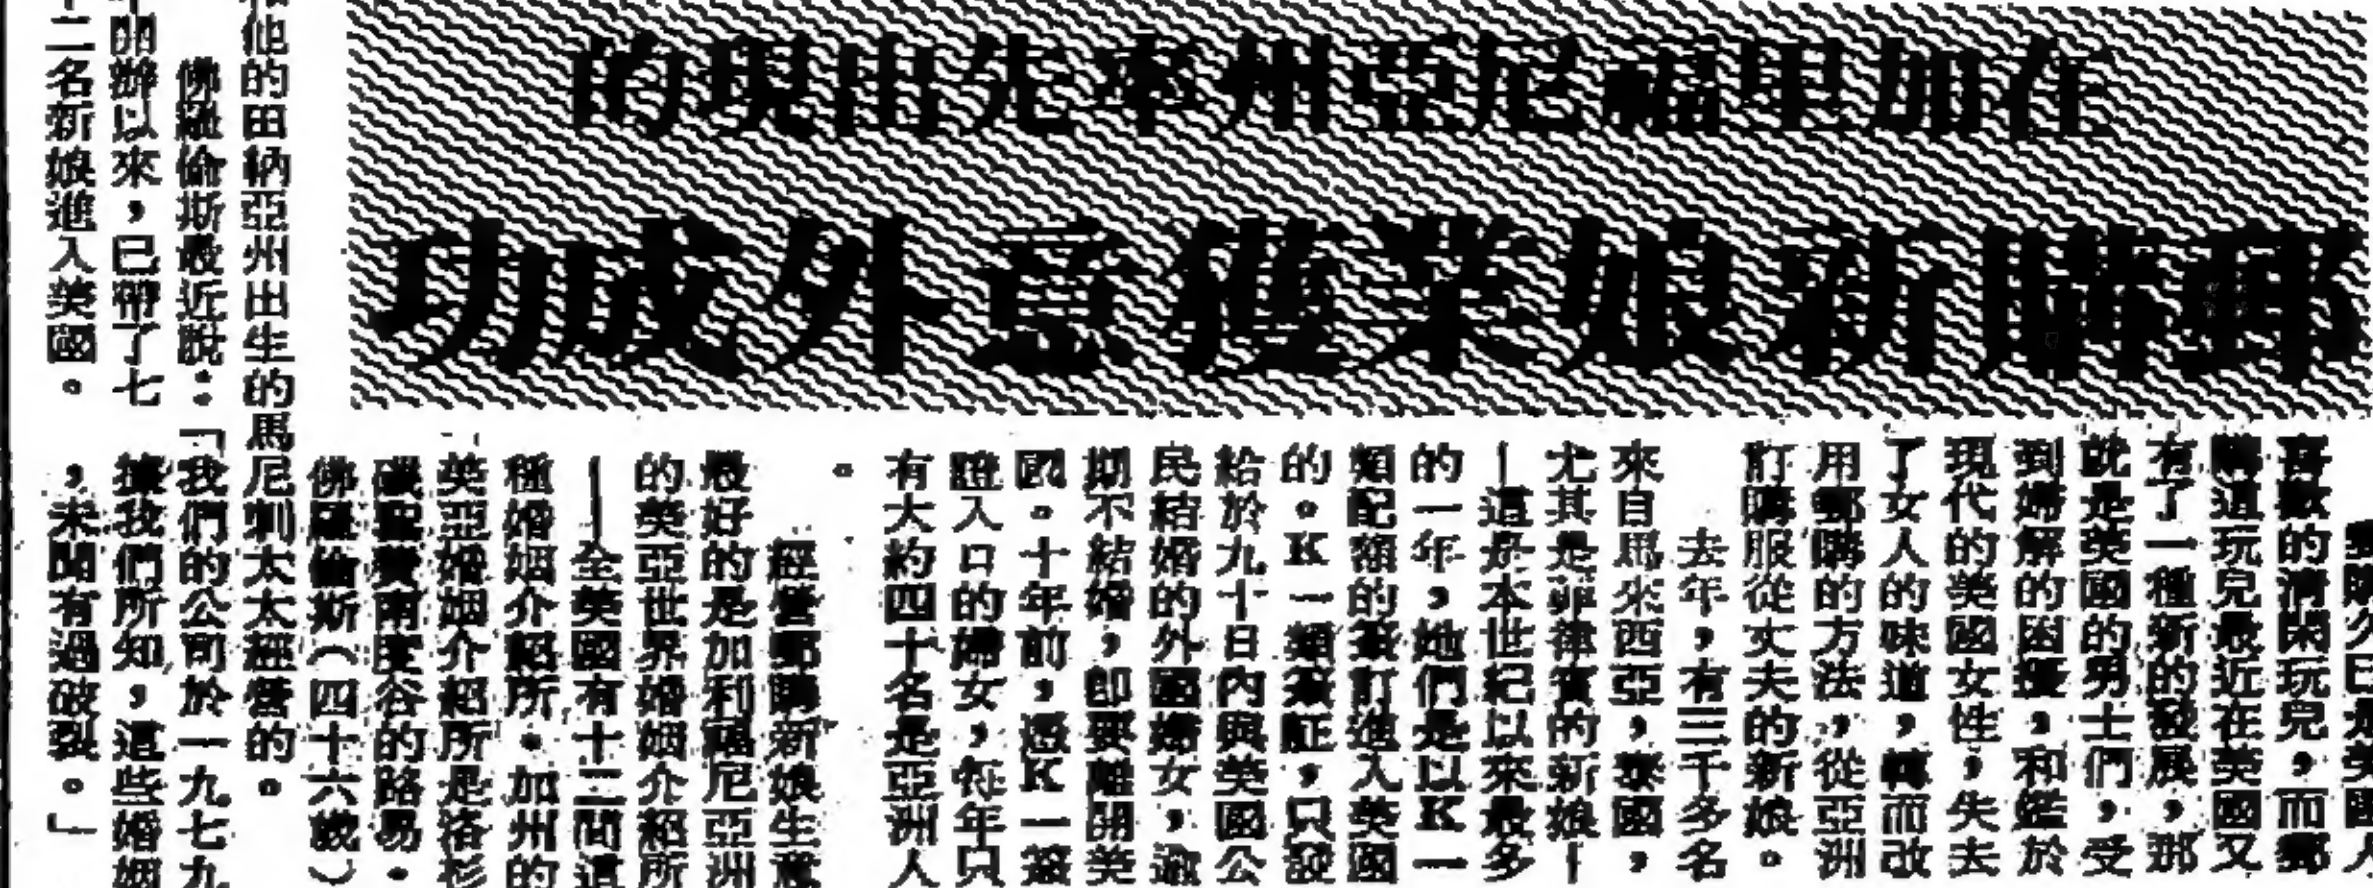 在加里福尼亞州率先出現的
郵購新娘業獲意外成功
郵購久已是美國人
喜歡的消閑玩兒,而郵
購這玩兒最近在美國又
有了一種新的發展,那
就是美國的男士們,受
到婦解的困擾,和鑑於
現代的美國女性,失去
了女人的味道,轉而改
用郵購的方法,從亞洲
訂購服從丈夫的新娘。
去年,有三千多名
來自馬來西亞,泰國,
尤其是菲律賓的新娘—
—這是本世紀以來最多
的一年,她們是以K一
類配額的簽証進入美國
的。K一類簽証,只發
給於九十日內與美國公
民結婚的外國婦女,逾
期不結婚,即要離開美
國。十年前,憑K一簽
證入口的婦女,每年只
有大約四十名是亞洲人
。
經營郵購新娘生意
最好的是加利福尼亞洲
的美亞世界婚姻介紹所
——全美國有十二間這
種婚姻介紹所。加州的
英亞婚姻介紹所是洛杉
磯聖費南度谷的路易.
佛羅倫斯(四十六歲)
和他的田納亞州出生的馬尼刺太太經營的。
佛羅倫斯最近說:「我們的公司於一九七九
年開辦以來,已帶了七
十二名新娘進入美國。
據我們所知,這些婚姻
,未聞有過破裂。」